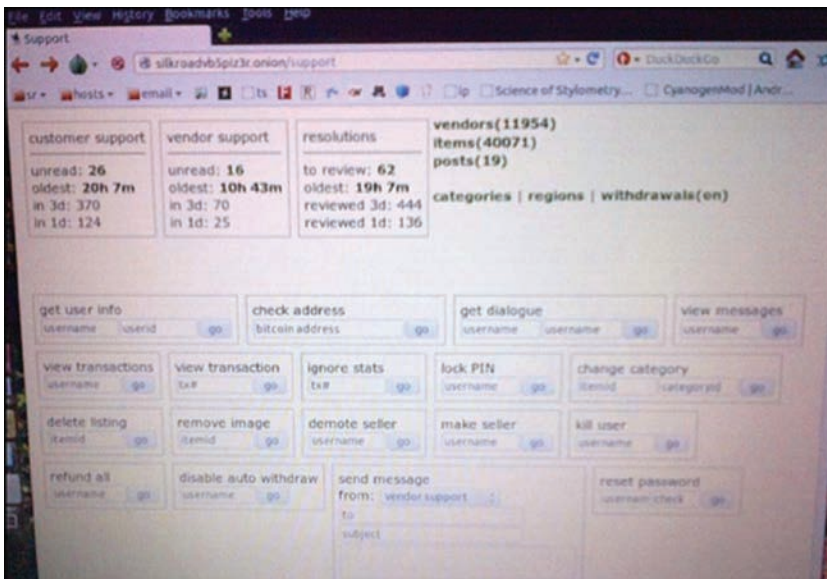 File Edit View History Bookmarks Tools Help
Support
silkroadvb5piz3r.onion/support
DuckDuckGo
sr hosts email ts lp Science of Stylometry... CyanogenMod | Andr...
customer support
unread: 26
oldest: 20h 7m
in 3d: 370
in 1d: 124
vendor support
unread: 16
oldest: 10h 43m
in 3d: 70
in 1d: 25
resolutions
to review: 62
oldest: 19h 7m
reviewed 3d: 444
reviewed 1d: 136
vendors(11954)
items(40071)
posts(19)
categories | regions | withdrawals(on)
get user info
username userid go
check address
bitcoin address go
get dialogue
username username go
view messages
username go
view transactions
username go
view transaction
tx# go
ignore stats
tx# go
lock PIN
username go
change category
itemid categoryid go
delete listing
itemid go
remove image
itemid go
demote seller
username go
make seller
username go
kill user
username go
refund all
username go
disable auto withdraw
username go
send message
from: vendor support
to
subject
reset password
username check go